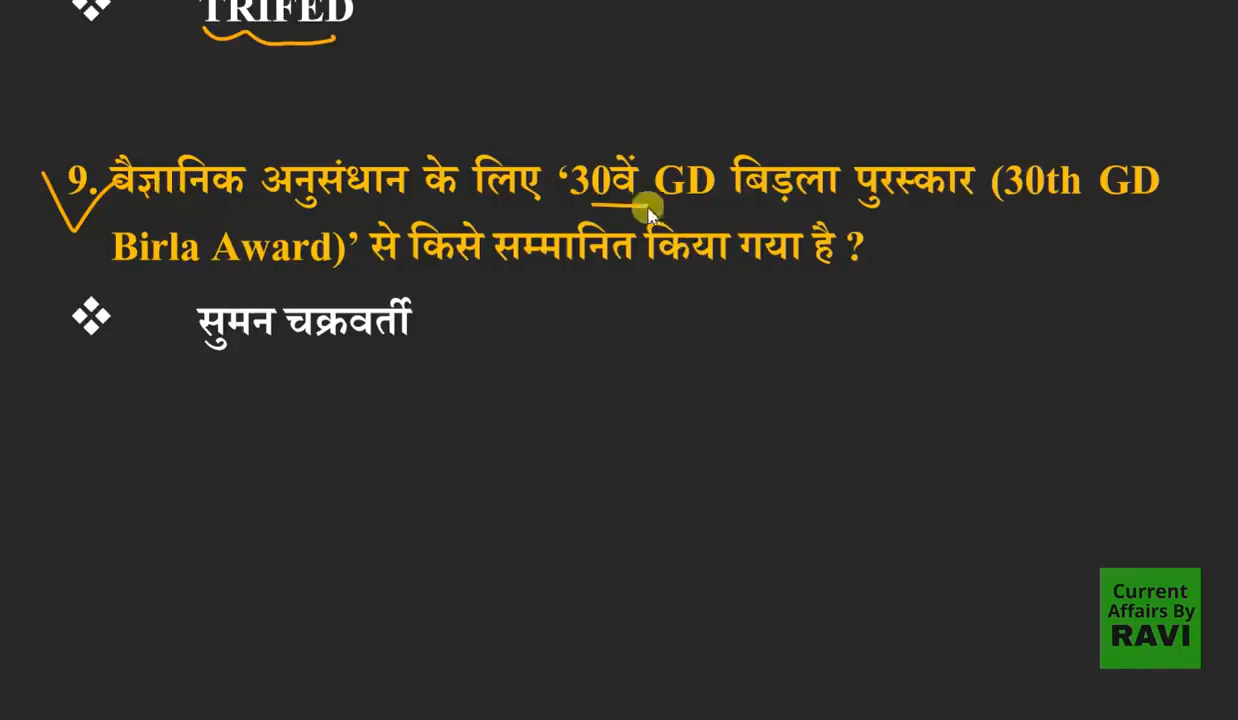 TRIFED
9. वैज्ञानिक अनुसंधान के लिए ‘30वें GD बिड़ला पुरस्कार (30th GD
Birla Award)’ से किसे सम्मानित किया गया है ?
सुमन चक्रवर्ती
Current
Affairs By
RAVI